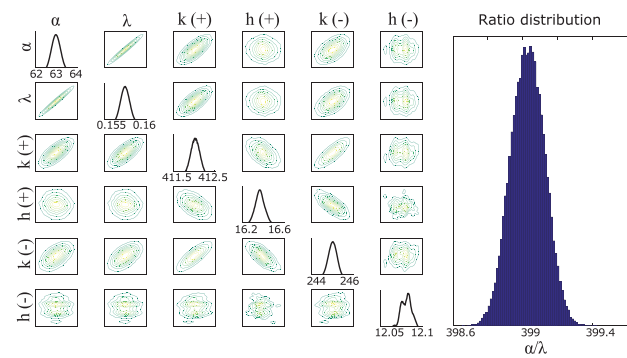 α λ k (+) h (+) k (-) h (-) Ratio distribution
α
62 63 64
λ
0.155 0.16
k (+)
411.5 412.5
h (+)
16.2 16.6
k (-)
244 246
h (-)
12.05 12.1
398.6 399 399.4
α/λ